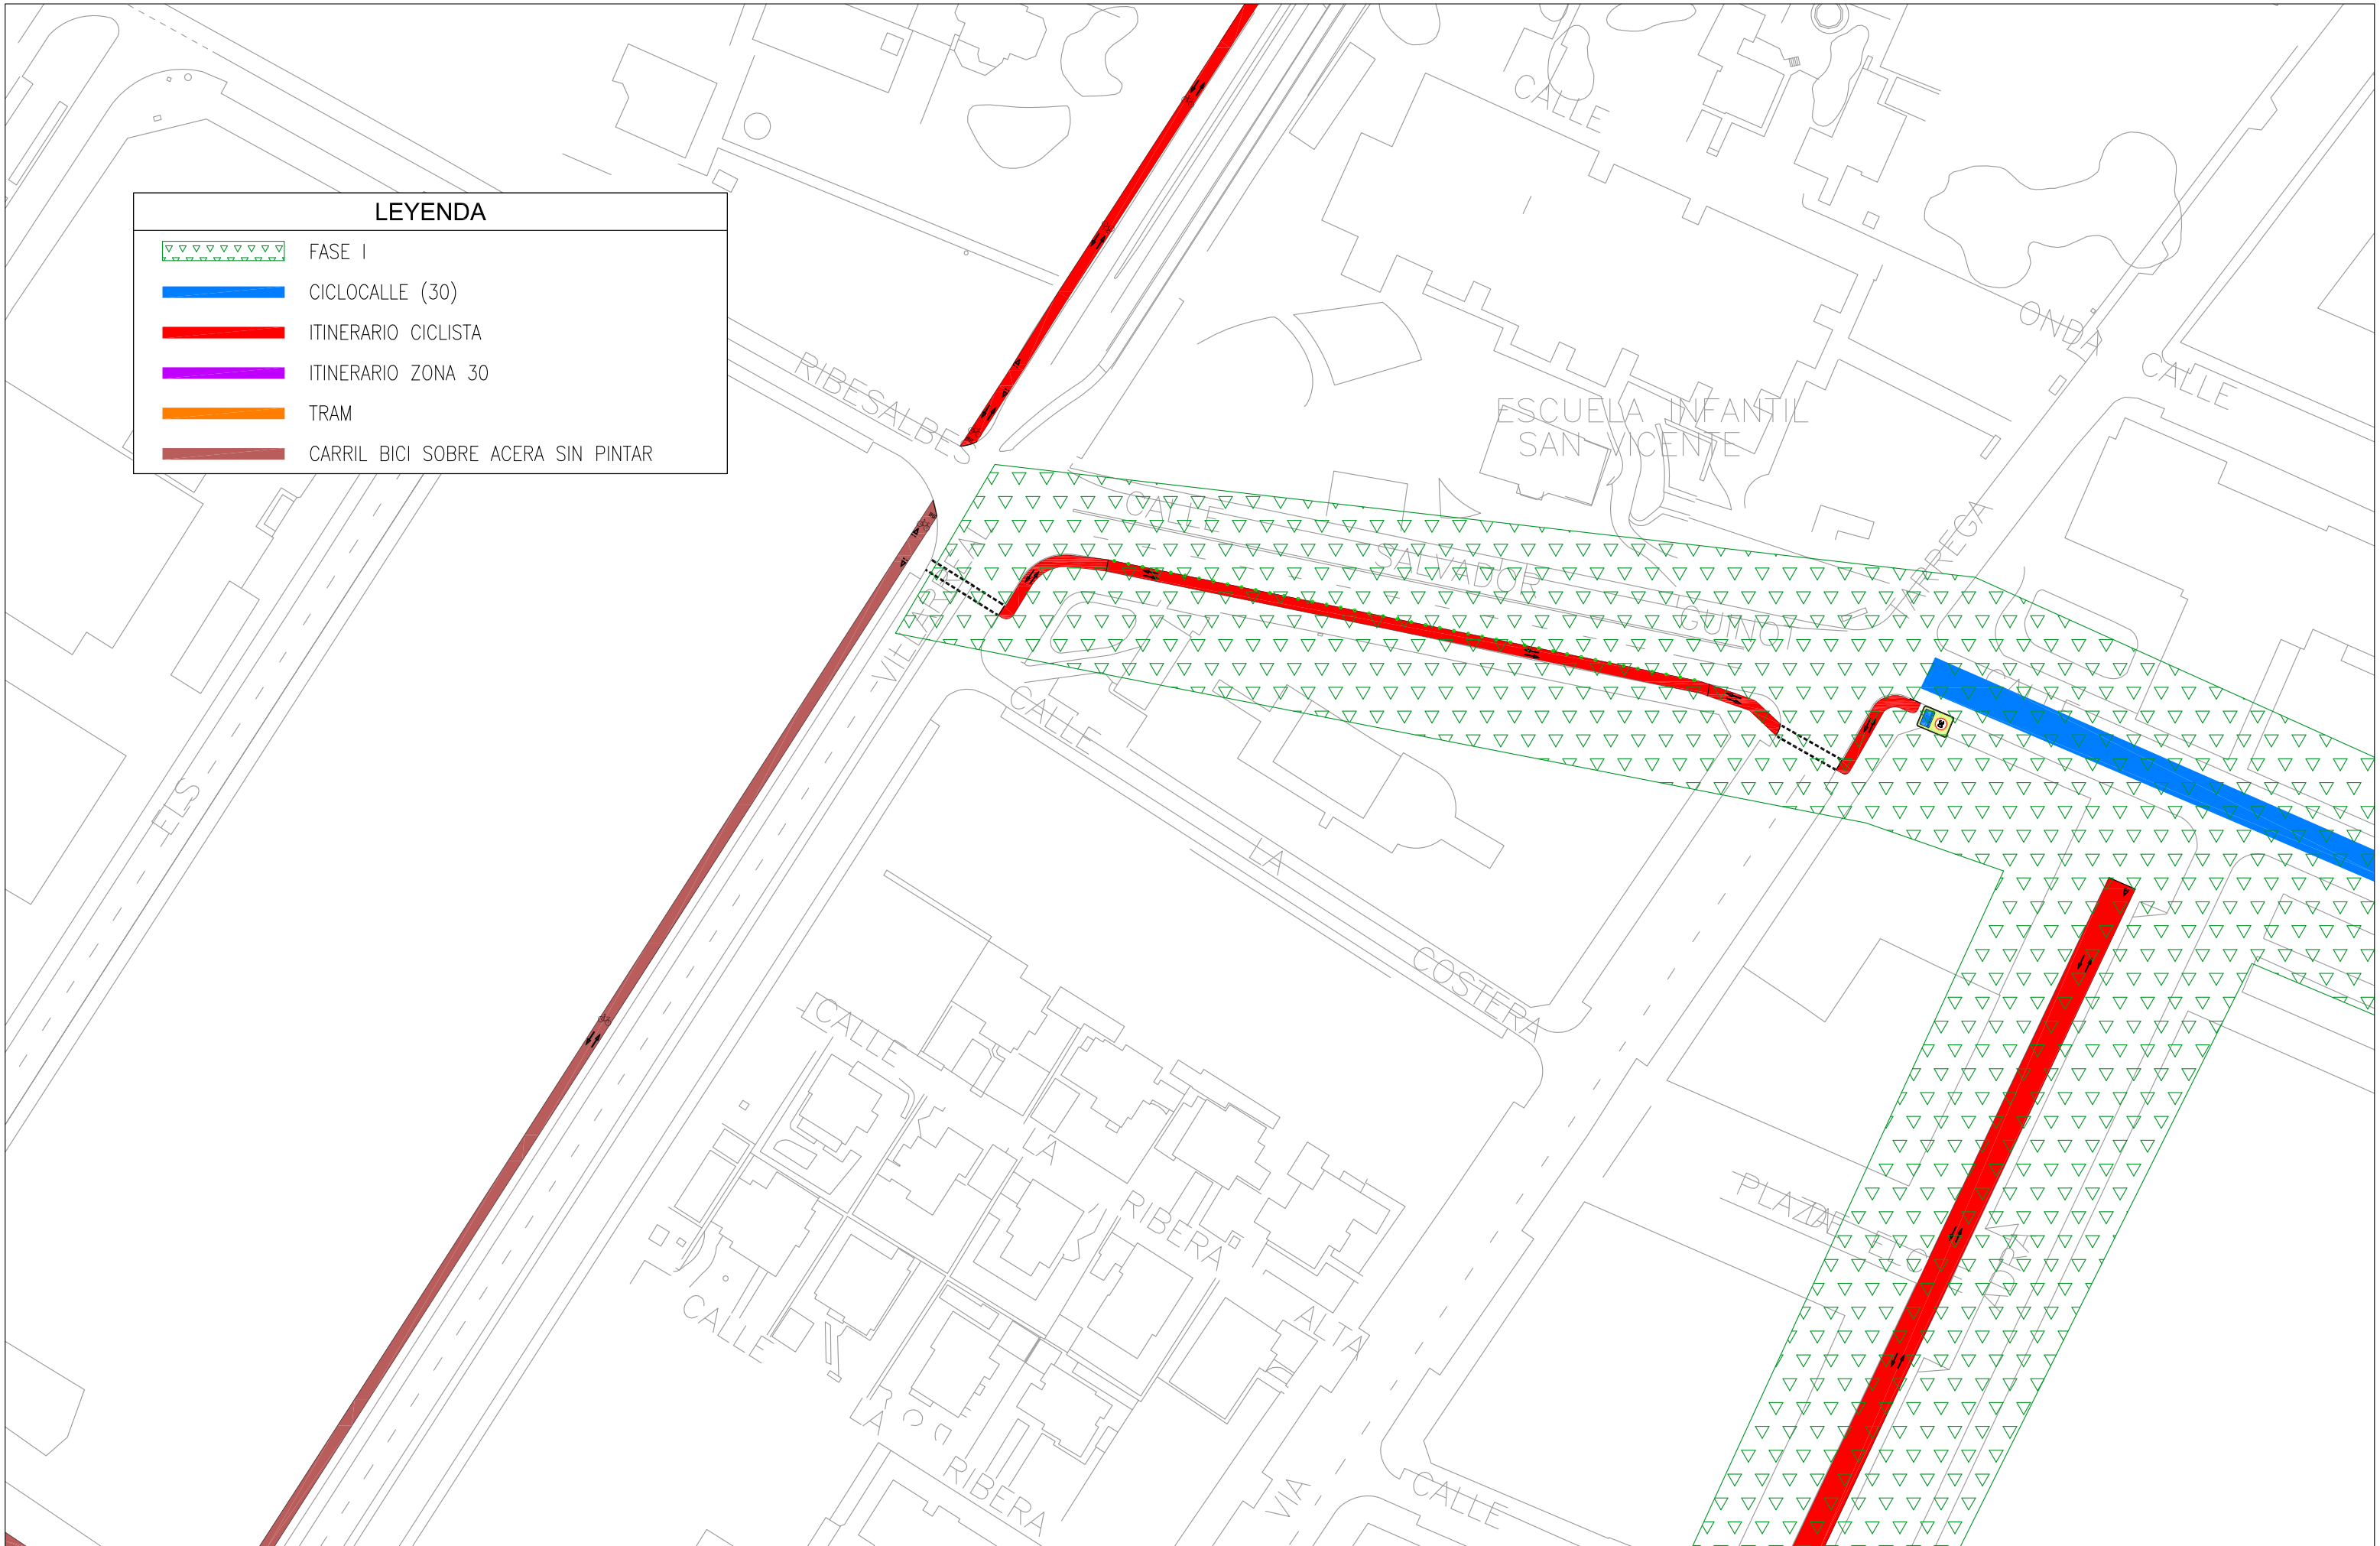 LEYENDA
FASE I
CICLOCALLE (30)
ITINERARIO CICLISTA
ITINERARIO ZONA 30
TRAM
CARRIL BICI SOBRE ACERA SIN PINTAR
CALLE
ONDA
CALLE
RIBESALBES
ESCUELA INFANTIL
SAN VICENTE
CALLE
SALVADOR
GUINOT
TARREGA
VILLARREAL
CALLE
LA
COSTERA
ELS
CALLE
LA
RIBERA
ALTA
CALLE
LA
RIBERA
PLAZA
VIA
CALLE